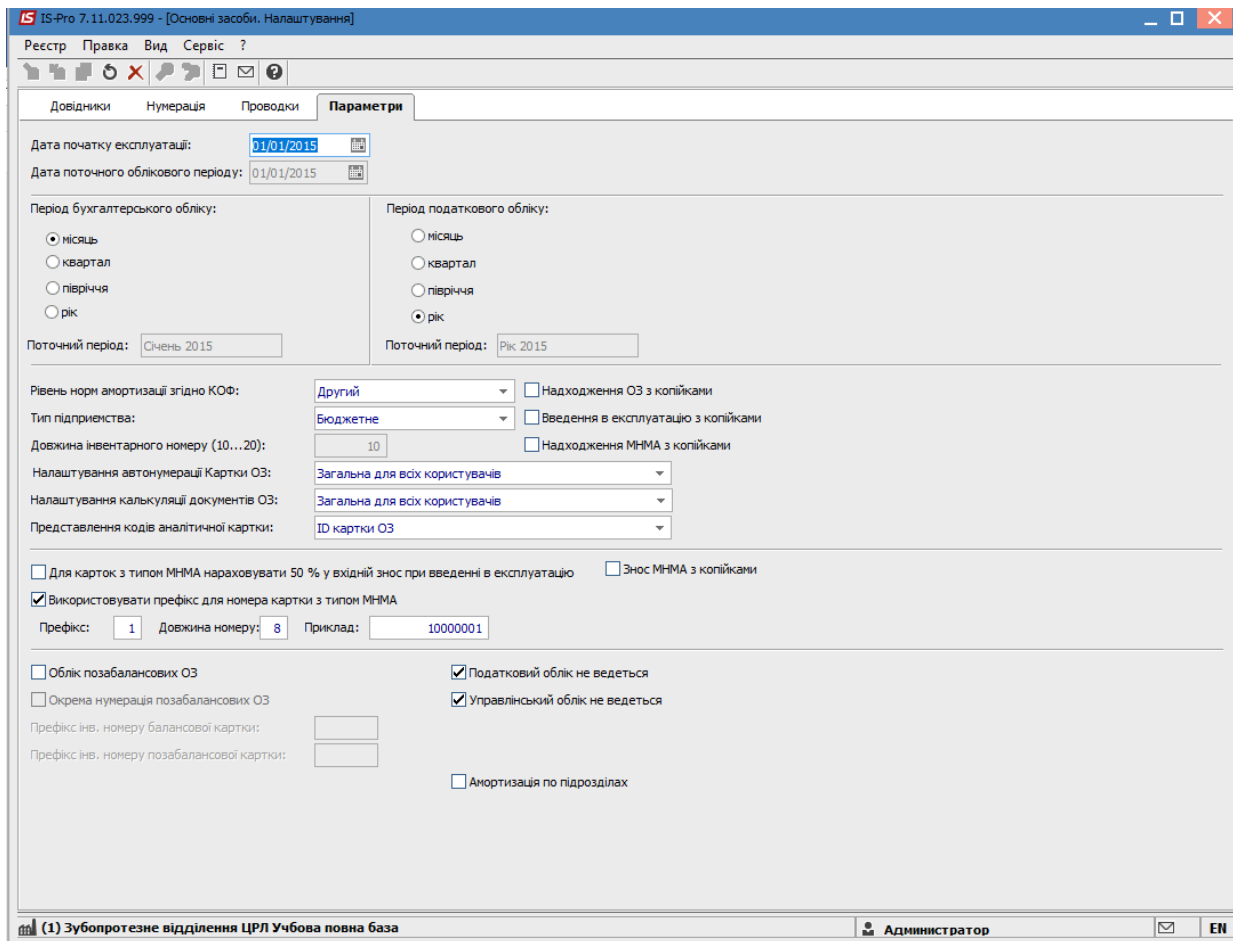 IS-Pro 7.11.023.999 - [Основні засоби. Налаштування]
Реєстр Правка Вид Сервіс ?
Довідники Нумерація Проводки Параметри
Дата початку експлуатації: 01/01/2015
Дата поточного облікового періоду: 01/01/2015
Період бухгалтерського обліку: Період податкового обліку:
місяць місяць
квартал квартал
півріччя півріччя
рік рік
Поточний період: Січень 2015 Поточний період: Рік 2015
Рівень норм амортизації згідно КОФ: Другий Надходження ОЗ з копійками
Тип підприємства: Бюджетне Введення в експлуатацію з копійками
Довжина інвентарного номеру (10...20): 10 Надходження МНМА з копійками
Налаштування автонумерації Картки ОЗ: Загальна для всіх користувачів
Налаштування калькуляції документів ОЗ: Загальна для всіх користувачів
Представлення кодів аналітичної картки: ID картки ОЗ
Для карток з типом МНМА нараховувати 50 % у вхідній знос при введенні в експлуатацію Знос МНМА з копійками
Використовувати префікс для номера картки з типом МНМА
Префікс: 1 Довжина номеру: 8 Приклад: 10000001
Облік позабалансових ОЗ Податковий облік не ведеться
Окрема нумерація позабалансових ОЗ Управлінський облік не ведеться
Префікс інв. номеру балансової картки:
Префікс інв. номеру позабалансової картки:
Амортизація по підрозділах
(1) Зубопротезне відділення ЦРЛ Учбова повна база Администратор EN